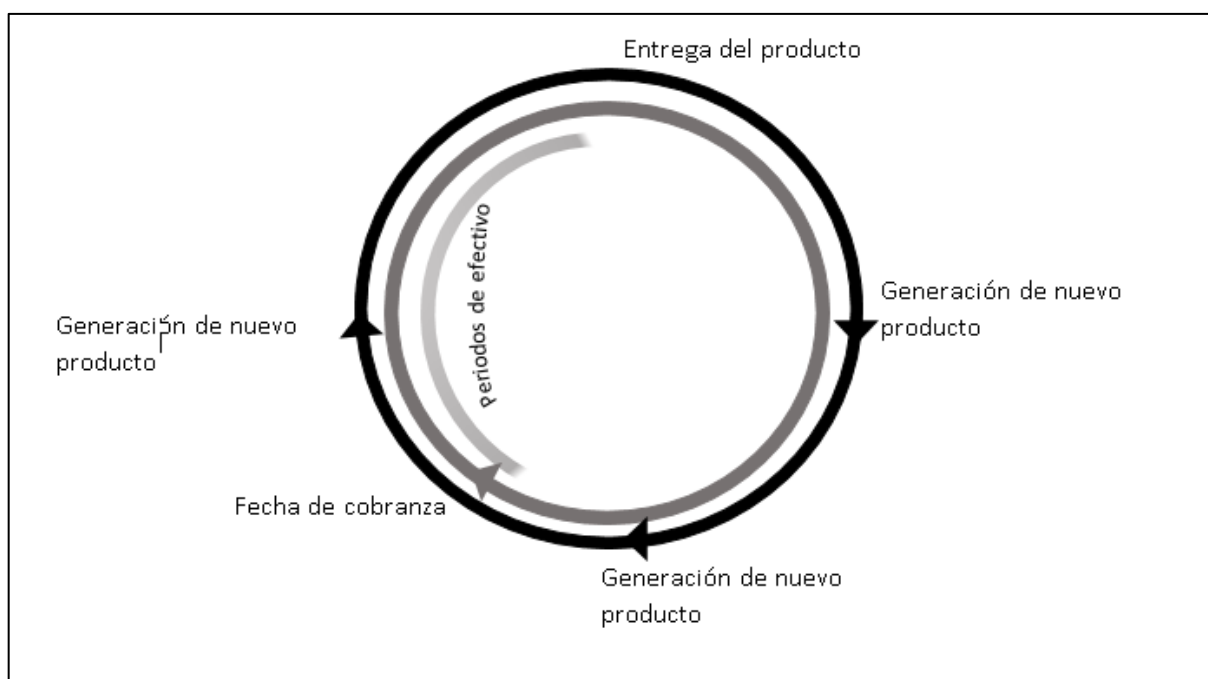 Entrega del producto
Periodos de efectivo
Generación de nuevo
producto
Generación de nuevo
producto
Fecha de cobranza
Generación de nuevo
producto